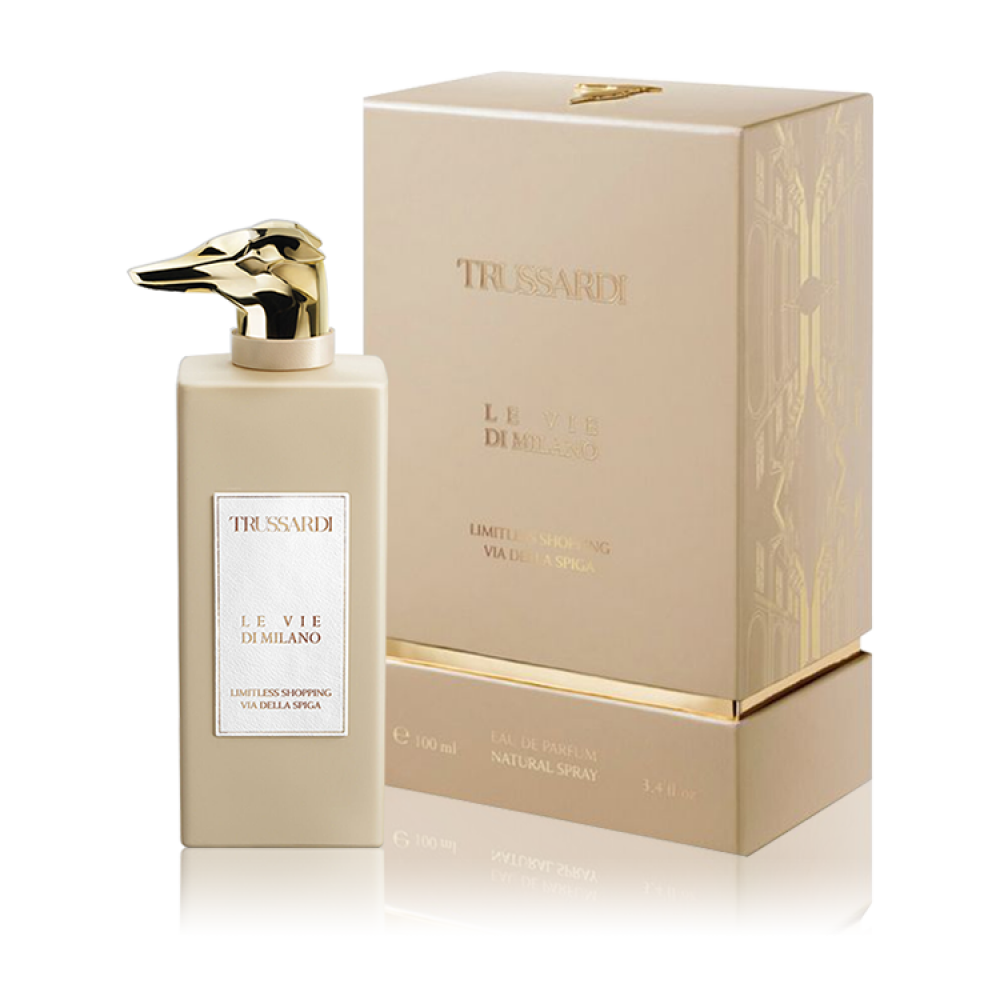 TRUSSARDI
LE VIE
DI MILANO
LIMITLESS SHOPPING
VIA DELLA SPIGA
TRUSSARDI
LE VIE
DI MILANO
LIMITLESS SHOPPING
VIA DELLA SPIGA
e 100 ml
EAU DE PARFUM
NATURAL SPRAY
3.4 fl oz